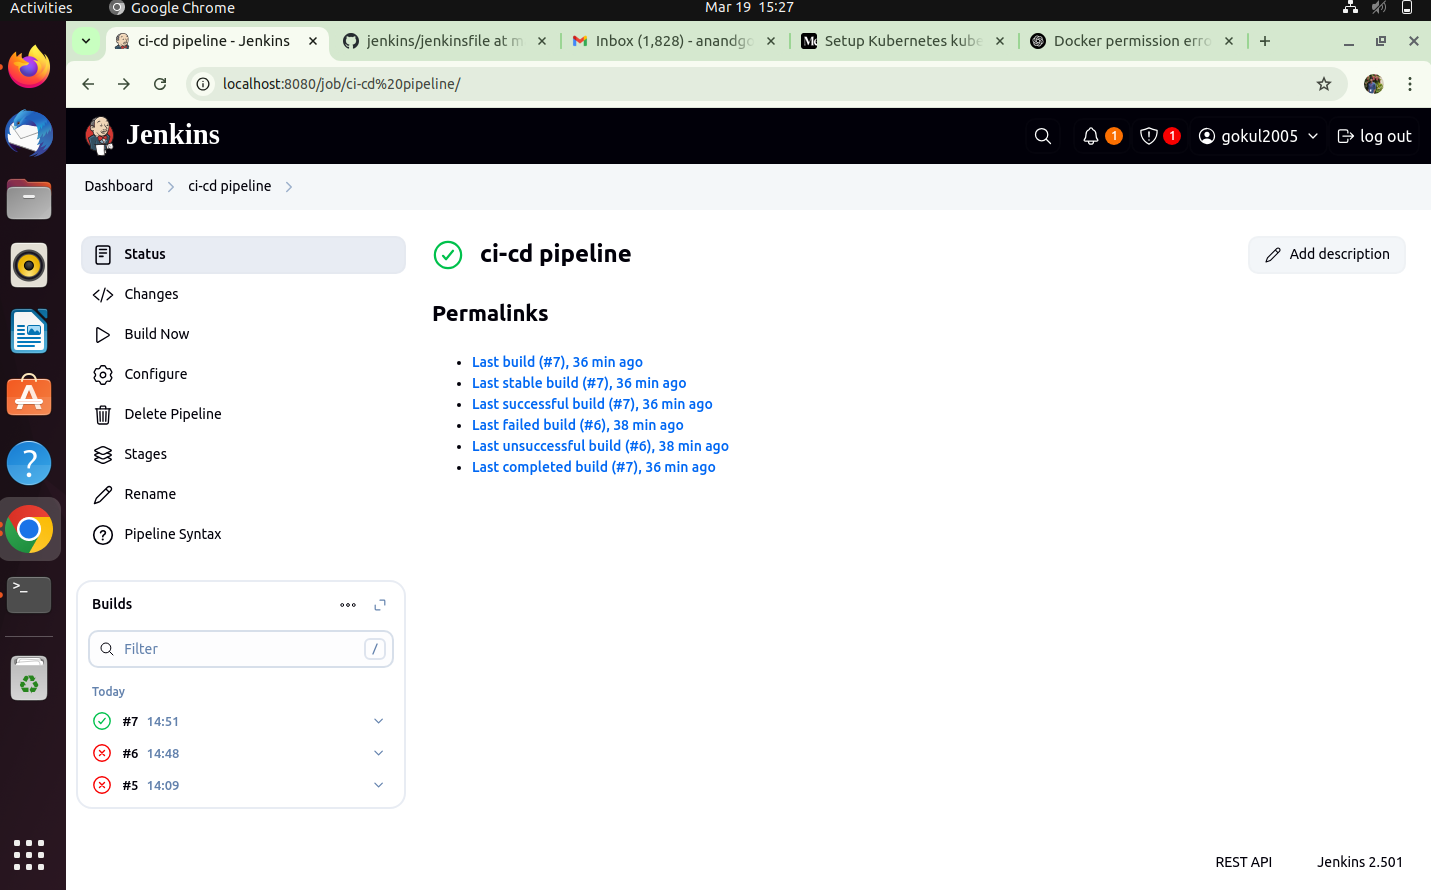 Activities
Google Chrome
Mar 19 15:27
ci-cd pipeline - Jenkins
jenkins/jenkinsfile at m
Inbox (1,828) - anandgo
Setup Kubernetes kube
Docker permission erro
localhost:8080/job/ci-cd%20pipeline/
Jenkins
1
1
gokul2005
log out
Dashboard
ci-cd pipeline
Status
Changes
Build Now
Configure
Delete Pipeline
Stages
Rename
Pipeline Syntax
Builds
Filter
/
Today
#7 14:51
#6 14:48
#5 14:09
ci-cd pipeline
Add description
Permalinks
Last build (#7), 36 min ago
Last stable build (#7), 36 min ago
Last successful build (#7), 36 min ago
Last failed build (#6), 38 min ago
Last unsuccessful build (#6), 38 min ago
Last completed build (#7), 36 min ago
REST API
Jenkins 2.501